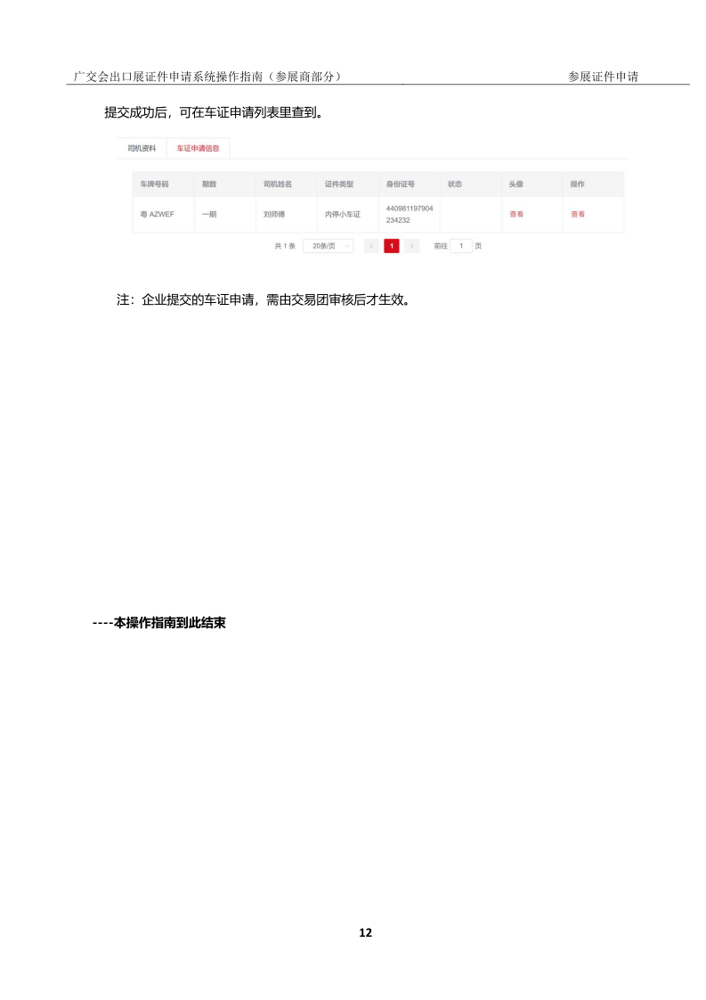 广交会出口展证件申请系统操作指南（参展商部分） 参展证件申请
提交成功后，可在车证申请列表里查到。
司机资料 车证申请信息
车牌号码 期数 司机姓名 证件类型 身份证号 状态 头像 操作
粤 AZWEF 一期 刘师傅 内停小车证 440981197904 查看 查看
234232
共 1 条 20条/页 < 1 > 前往 1 页
注：企业提交的车证申请，需由交易团审核后才生效。
----本操作指南到此结束
12